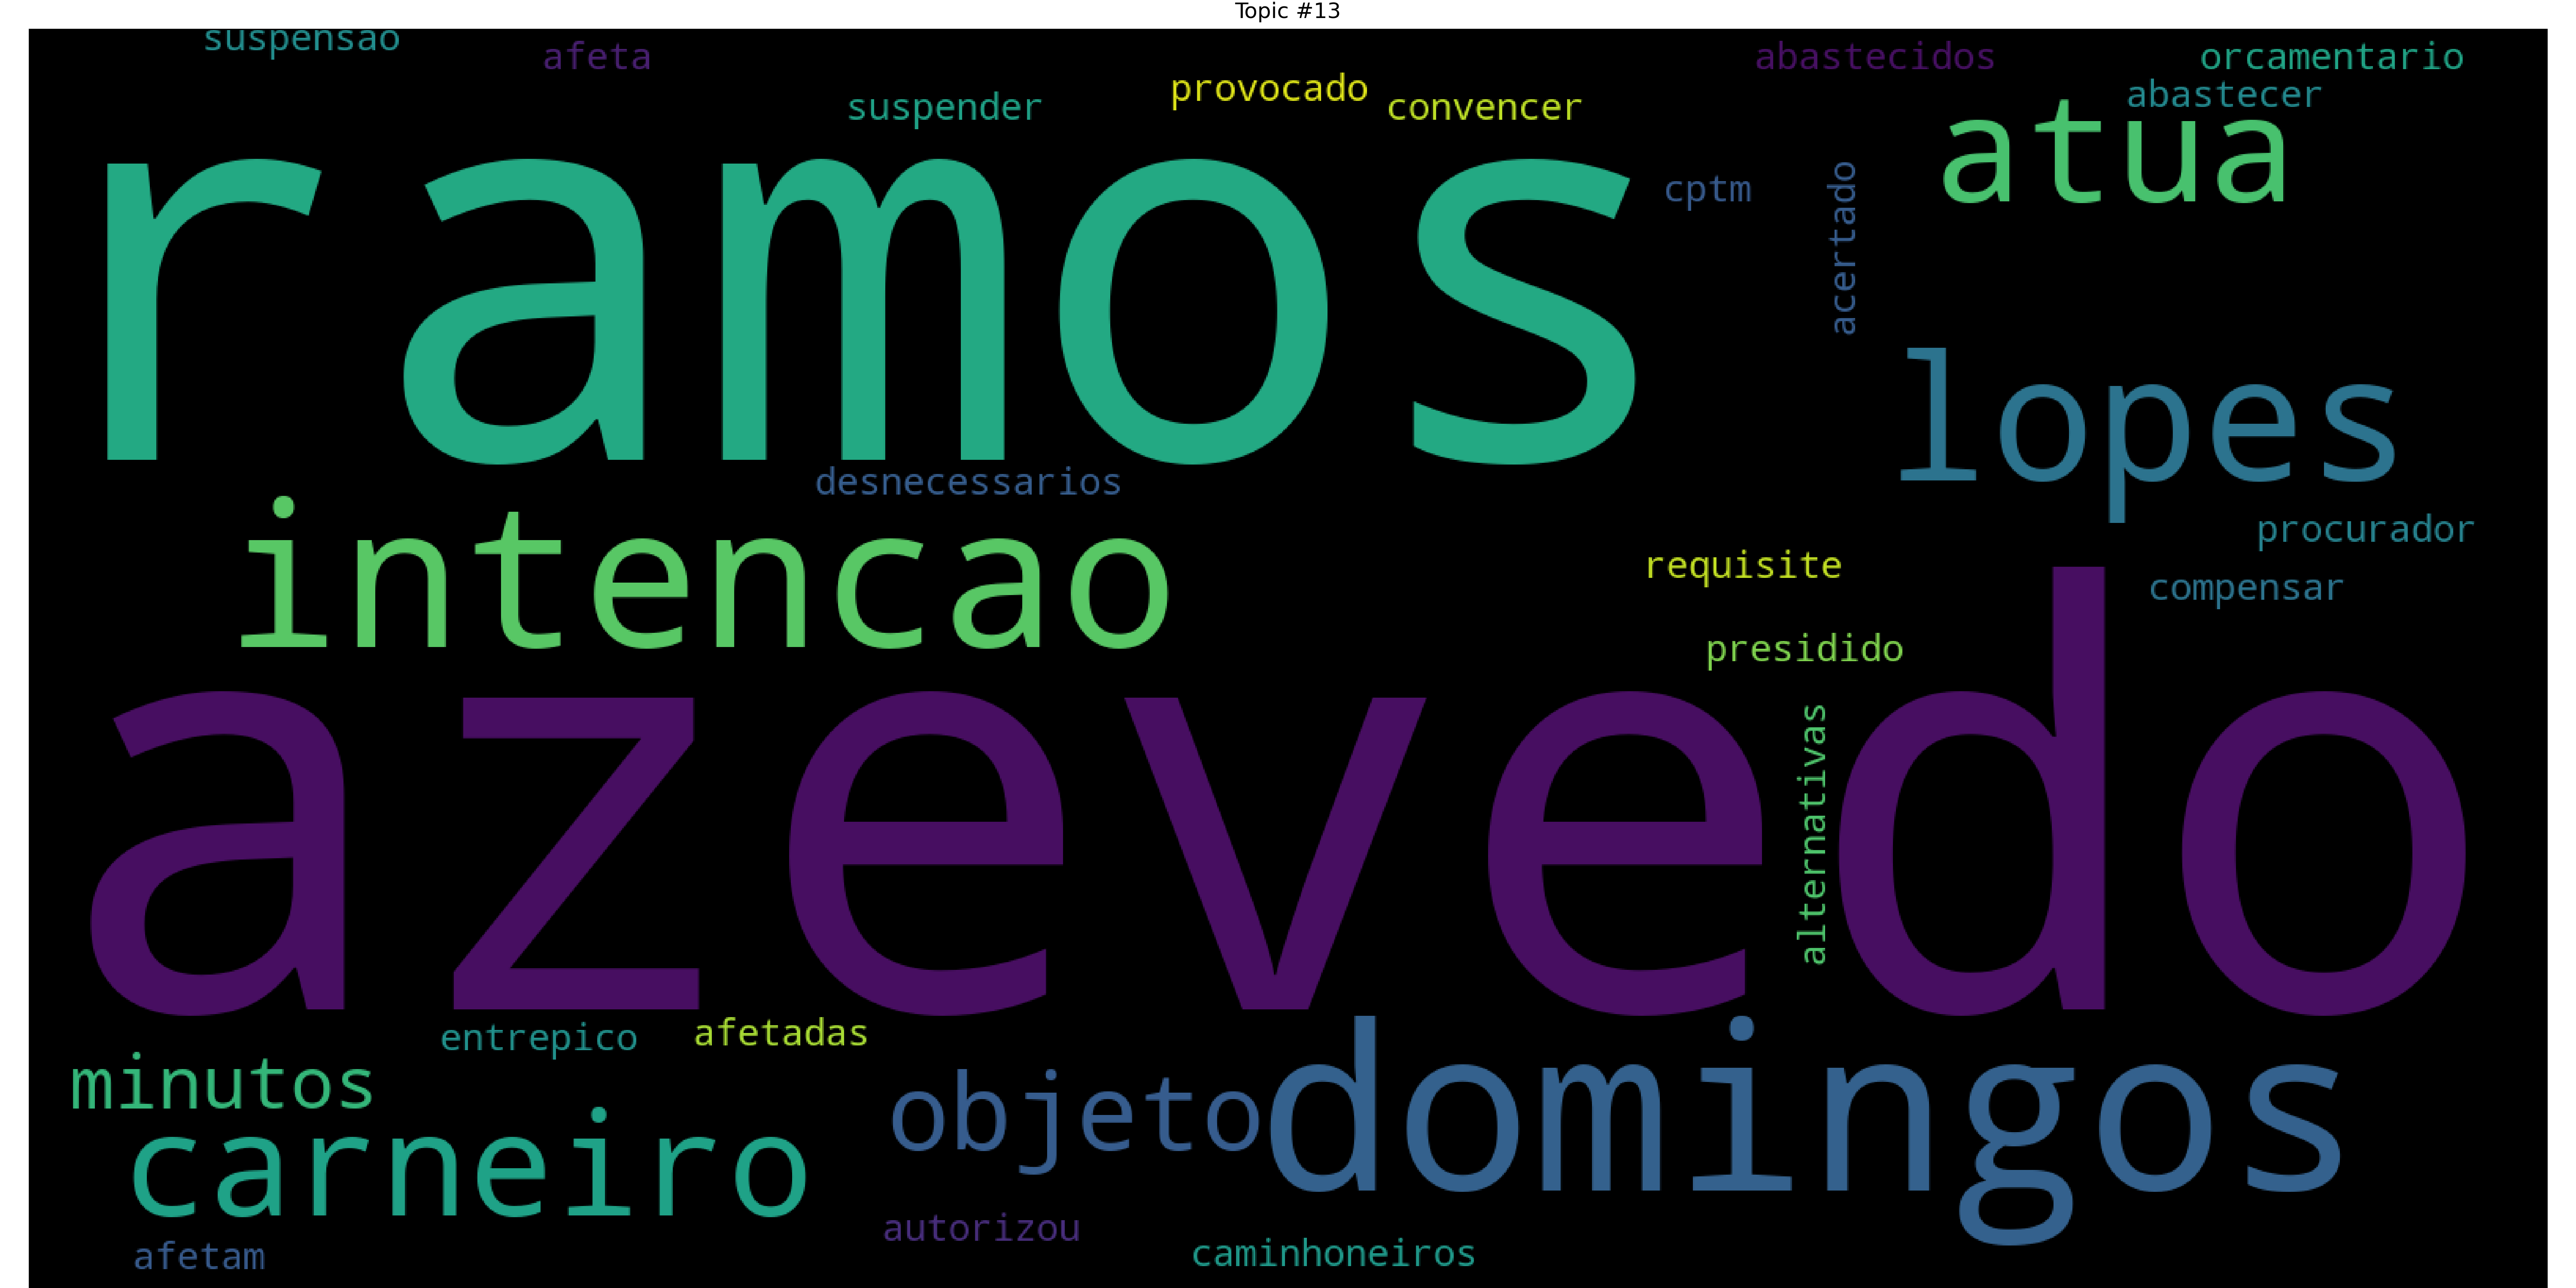 Topic #13
suspensao
afeta
abastecidos
orcamentario
provocado
convencer
suspender
abastecer
atua
ramos
cptm
acertado
lopes
desnecessarios
intencao
procurador
requisite
compensar
presidido
azevedo
alternativas
entrepico
afetadas
minutos
objeto
domingos
carneiro
autorizou
caminhoneiros
afetam